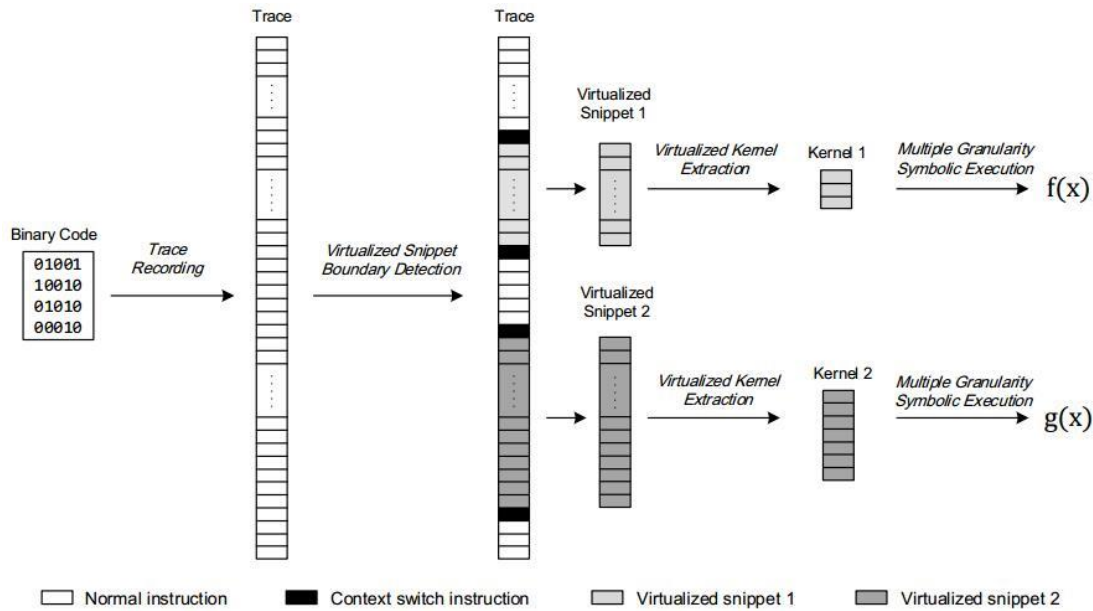 Trace
Trace
Virtualized
Snippet 1
Virtualized Kernel
Extraction
Kernel 1
Multiple Granularity
Symbolic Execution
f(x)
Binary Code
01001
10010
01010
00010
Trace
Recording
Virtualized Snippet
Boundary Detection
Virtualized
Snippet 2
Virtualized Kernel
Extraction
Kernel 2
Multiple Granularity
Symbolic Execution
g(x)
Normal instruction
Context switch instruction
Virtualized snippet 1
Virtualized snippet 2